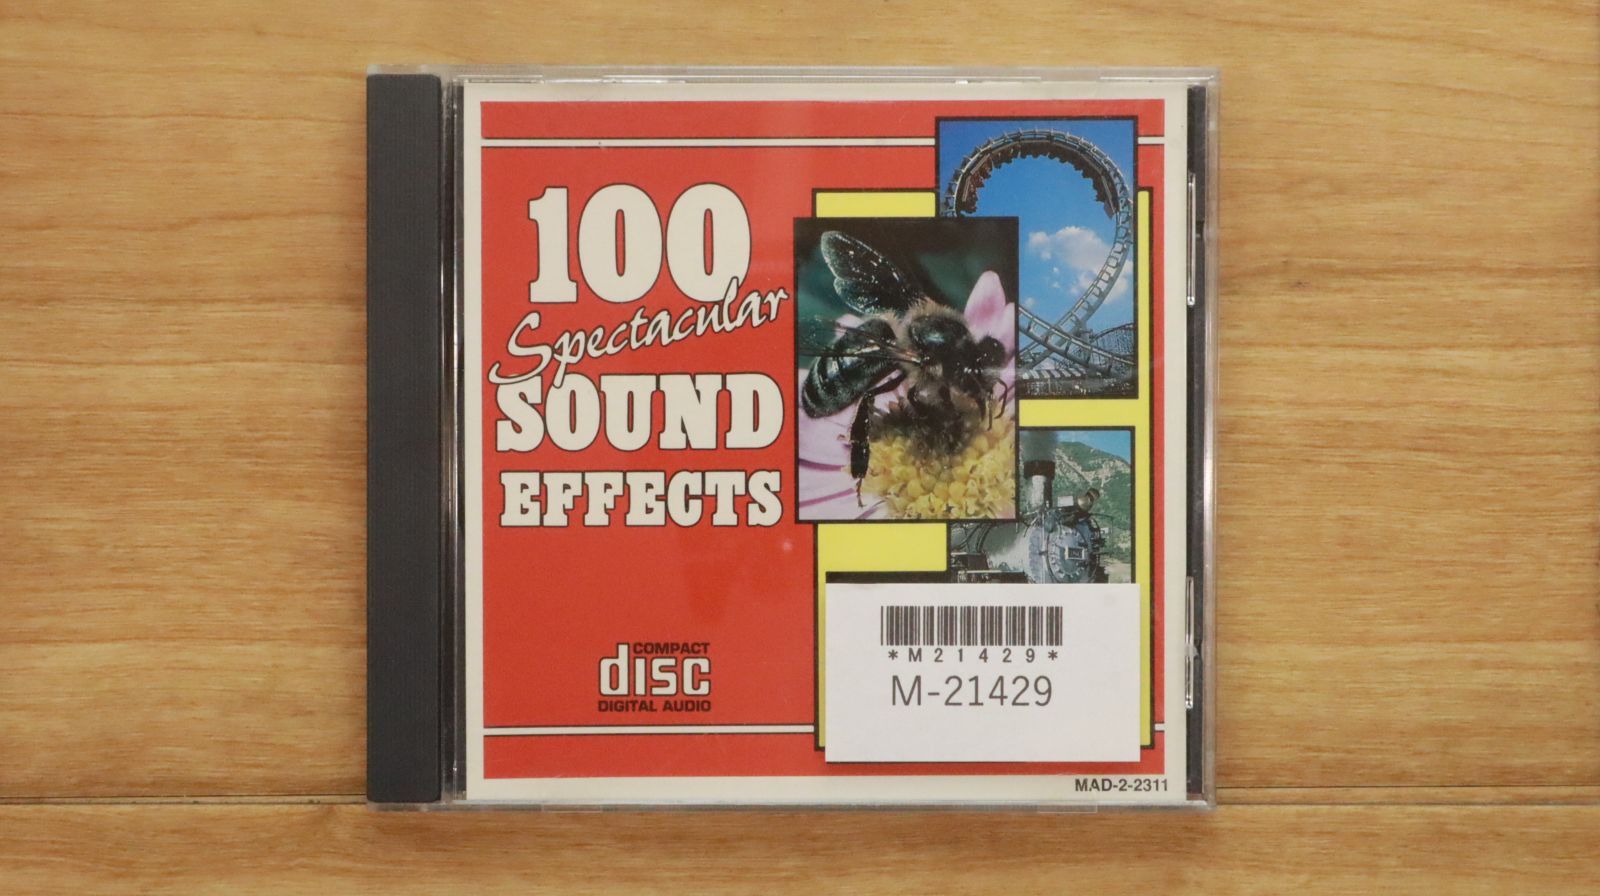 100
Spectacular
SOUND
EFFECTS
COMPACT
disc
DIGITAL AUDIO
*M21429*
M-21429
MAD-2-2311